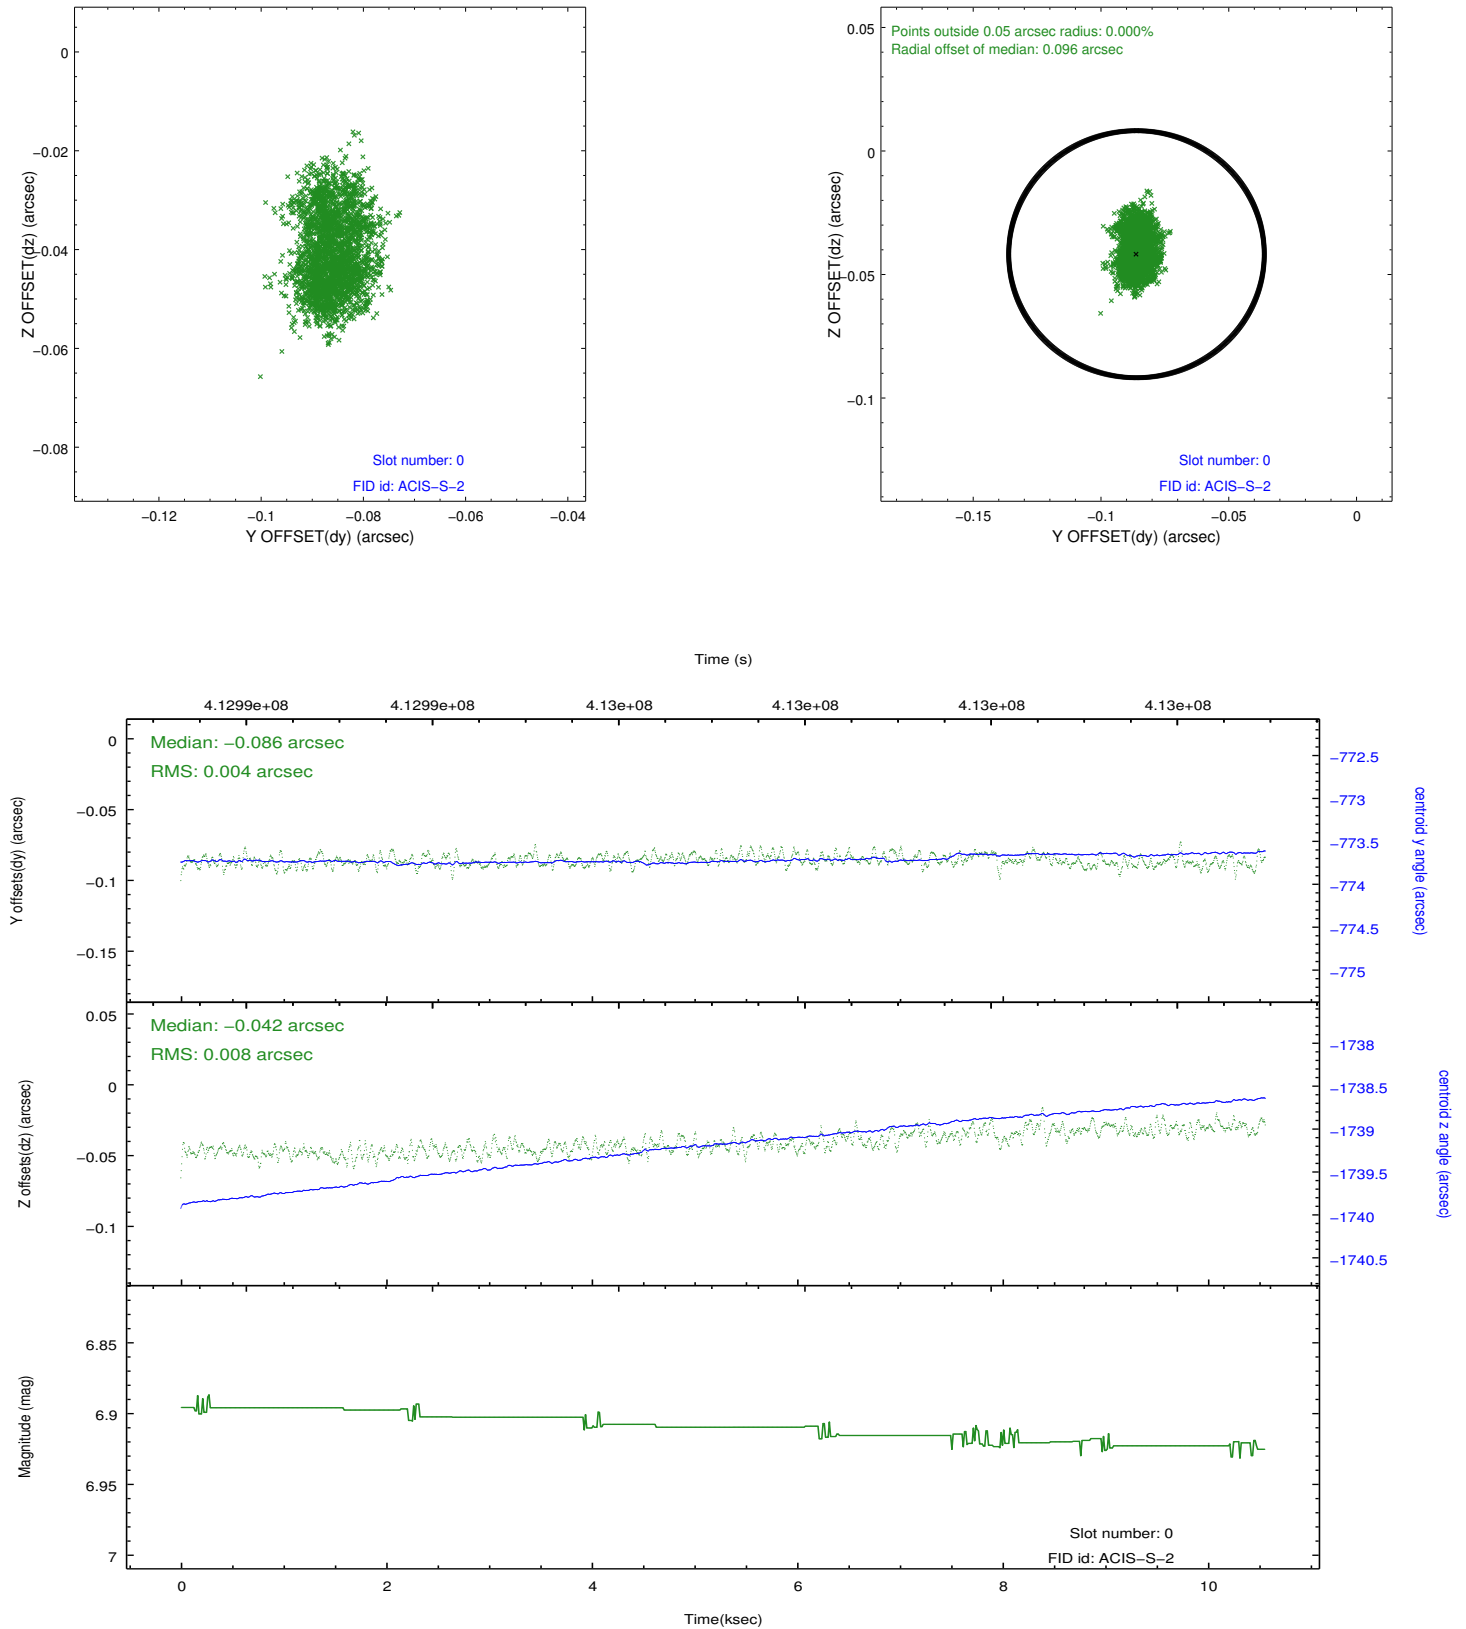 0
−0.02
−0.04
−0.06
−0.08
Z OFFSET(dz) (arcsec)
Slot number: 0
FID id: ACIS−S−2
−0.12
−0.1
−0.08
−0.06
−0.04
Y OFFSET(dy) (arcsec)
Points outside 0.05 arcsec radius: 0.000%
Radial offset of median: 0.096 arcsec
0.05
0
−0.05
−0.1
Z OFFSET(dz) (arcsec)
Slot number: 0
FID id: ACIS−S−2
−0.15
−0.1
−0.05
0
Y OFFSET(dy) (arcsec)
Time (s)
4.1299e+08
4.1299e+08
4.13e+08
4.13e+08
4.13e+08
4.13e+08
Median: −0.086 arcsec
RMS: 0.004 arcsec
0
−0.05
−0.1
−0.15
Y offsets(dy) (arcsec)
−772.5
−773
−773.5
−774
−774.5
−775
centroid y angle (arcsec)
Median: −0.042 arcsec
RMS: 0.008 arcsec
0.05
0
−0.05
−0.1
Z offsets(dz) (arcsec)
−1738
−1738.5
−1739
−1739.5
−1740
−1740.5
centroid z angle (arcsec)
6.85
6.9
6.95
7
Magnitude (mag)
Slot number: 0
FID id: ACIS−S−2
0
2
4
6
8
10
Time(ksec)